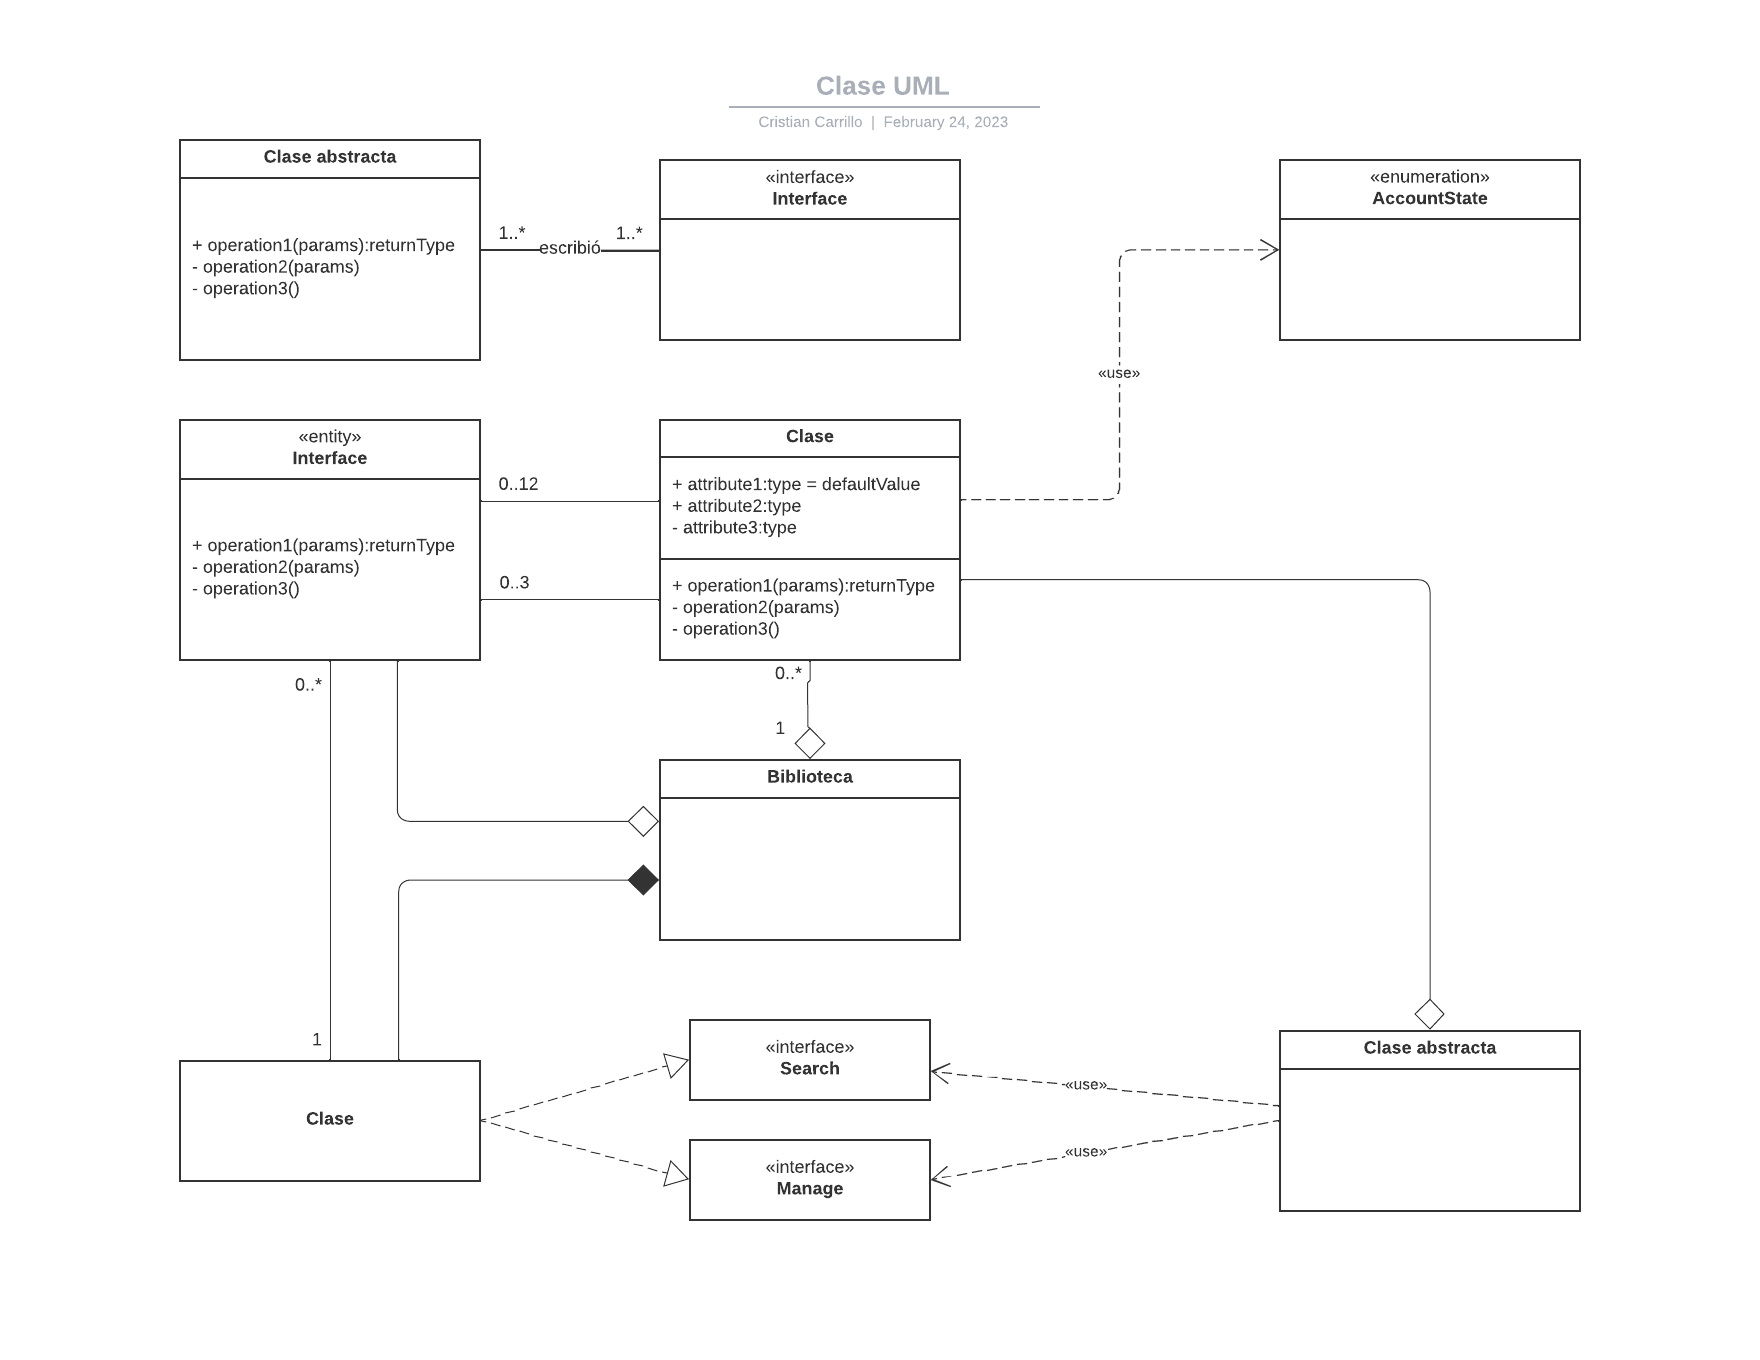 Clase UML
Cristian Carrillo | February 24, 2023
Clase abstracta
+ operation1(params):returnType
- operation2(params)
- operation3()
1..*
escribió
1..*
«interface»
Interface
«enumeration»
AccountState
«use»
«entity»
Interface
+ operation1(params):returnType
- operation2(params)
- operation3()
0..12
0..3
Clase
+ attribute1:type = defaultValue
+ attribute2:type
- attribute3:type
+ operation1(params):returnType
- operation2(params)
- operation3()
0..*
0..*
1
Biblioteca
1
Clase
«interface»
Search
«interface»
Manage
«use»
«use»
Clase abstracta